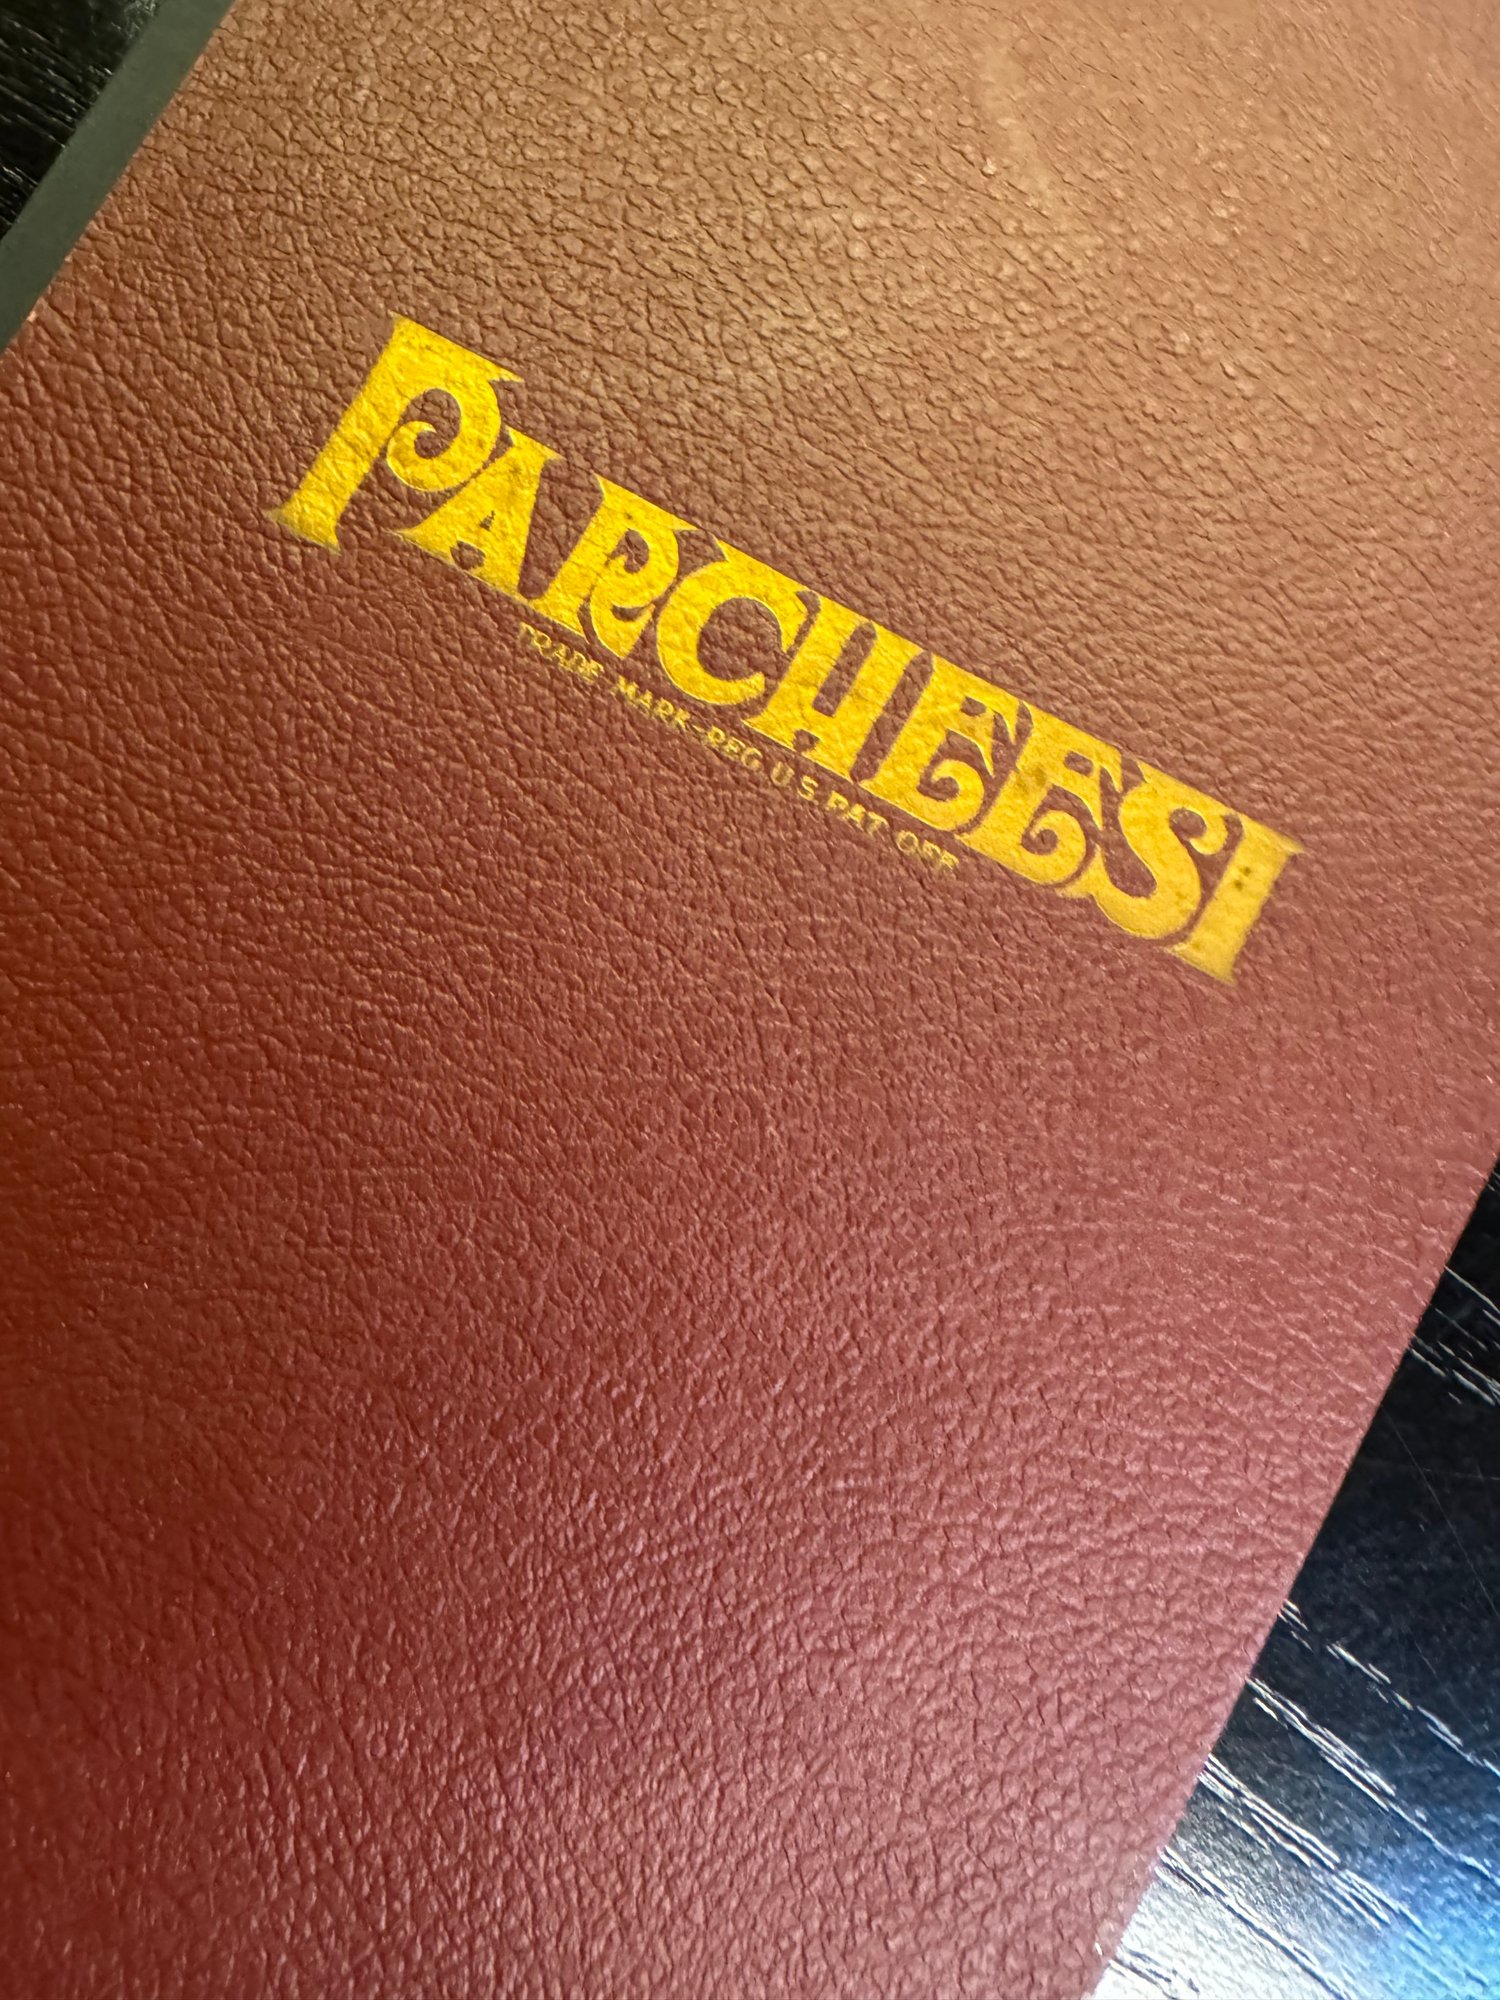 PARCHEESI
TRADE MARK-REG. U.S. PAT. OFF.